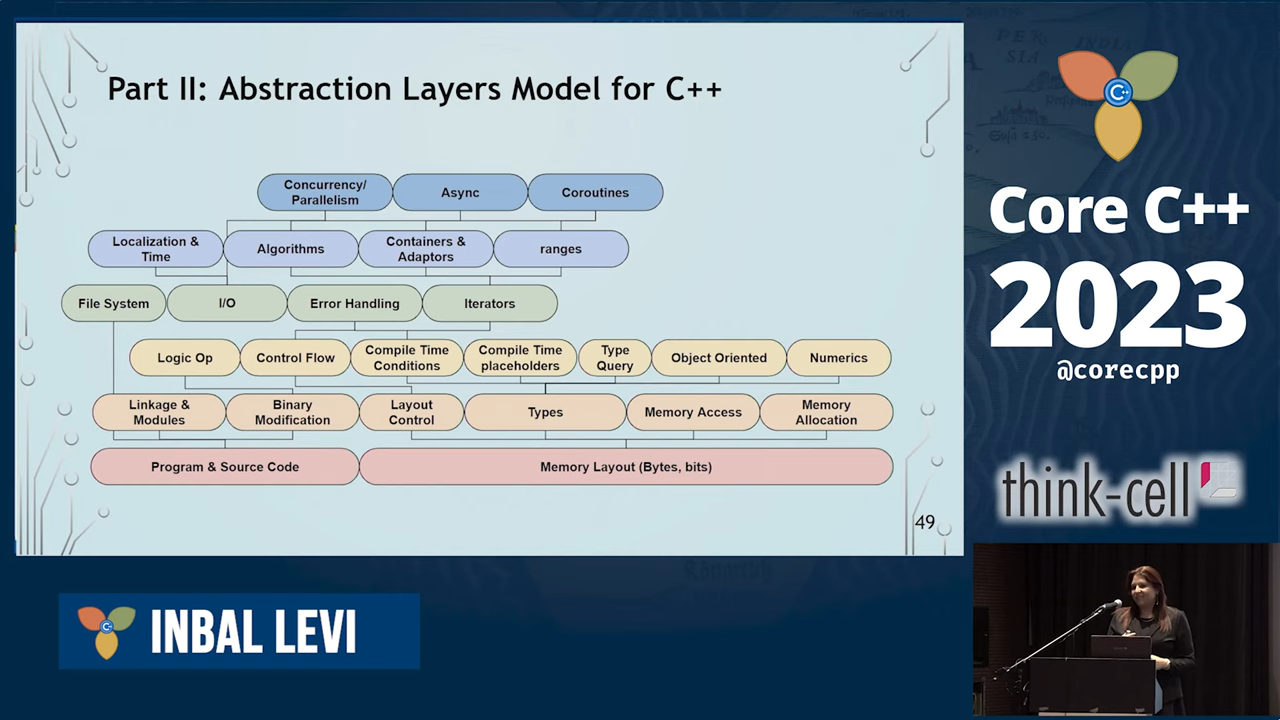 Part II: Abstraction Layers Model for C++
Concurrency/
Parallelism
Async
Coroutines
Localization &
Time
Algorithms
Containers &
Adaptors
ranges
File System
I/O
Error Handling
Iterators
Logic Op
Control Flow
Compile Time
Conditions
Compile Time
placeholders
Type
Query
Object Oriented
Numerics
Linkage &
Modules
Binary
Modification
Layout
Control
Types
Memory Access
Memory
Allocation
Program & Source Code
Memory Layout (Bytes, bits)
49
C++
Core C++
2023
@corecpp
think-cell
C++
INBAL LEVI
PER
SIA
INDIA